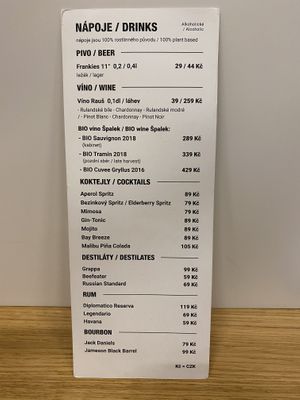 NÁPOJE / DRINKS
Alkoholické
/ Alcoholic
nápoje jsou 100% rostlinného původu / 100% plant based
PIVO / BEER
Frankies 11° 0,2 / 0,4l 29 / 44 Kč
ležák / lager
VÍNO / WINE
Víno Rauš 0,1dl / láhev 39 / 259 Kč
- Rulandské bílé - Chardonnay - Rulandské modré
/ - Pinot Blanc - Chardonnay - Pinot Noir
BIO víno Špalek / BIO wine Špalek:
- BIO Sauvignon 2018 289 Kč
(kabinet)
- BIO Tramín 2018 339 Kč
(pozdní sběr / late harvest)
- BIO Cuvee Gryllus 2016 429 Kč
KOKTEJLY / COCKTAILS
Aperol Spritz 89 Kč
Bezinkový Spritz / Elderberry Spritz 79 Kč
Mimosa 79 Kč
Gin-Tonic 89 Kč
Mojito 89 Kč
Bay Breeze 89 Kč
Malibu Piña Colada 105 Kč
DESTILÁTY / DESTILATES
Grappa 99 Kč
Beefeater 59 Kč
Russian Standard 69 Kč
RUM
Diplomatico Reserva 119 Kč
Legendario 69 Kč
Havana 59 Kč
BOURBON
Jack Daniels 79 Kč
Jameson Black Barrel 99 Kč
Kč = CZK